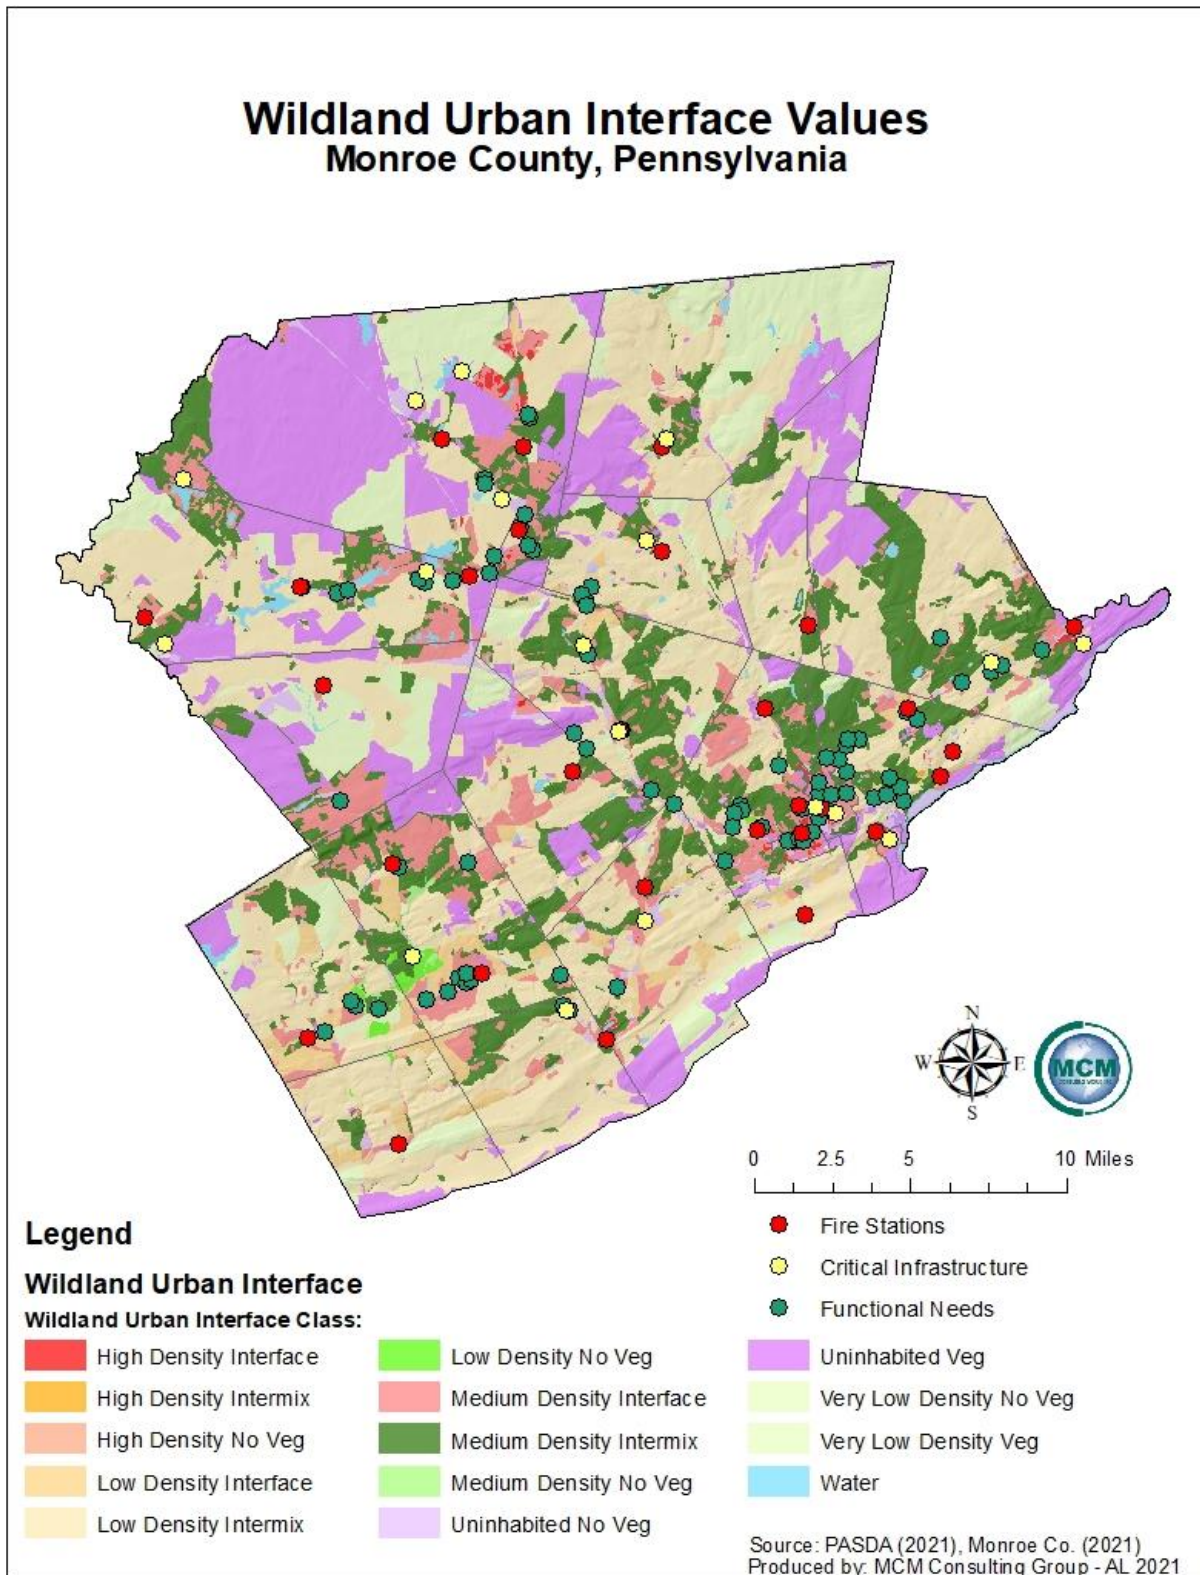 Wildland Urban Interface Values
Monroe County, Pennsylvania
N
W E
S
MCM
0 2.5 5 10 Miles
Fire Stations
Critical Infrastructure
Functional Needs
Legend
Wildland Urban Interface
Wildland Urban Interface Class:
High Density Interface
High Density Intermix
High Density No Veg
Low Density Interface
Low Density Intermix
Low Density No Veg
Medium Density Interface
Medium Density Intermix
Medium Density No Veg
Uninhabited No Veg
Uninhabited Veg
Very Low Density No Veg
Very Low Density Veg
Water
Source: PASDA (2021), Monroe Co. (2021)
Produced by: MCM Consulting Group - AL 2021